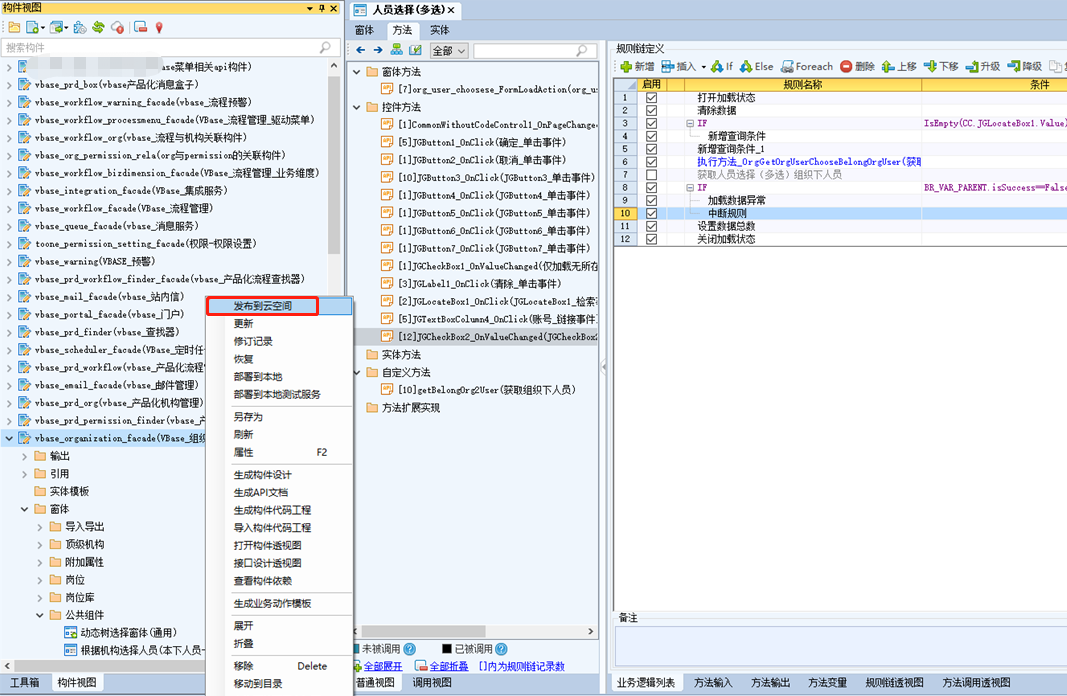 构件视图
搜索构件
菜单相关api构件)
vbase_prd_box(vbase产品化消息盒子)
vbase_workflow_warning_facade(vbase_流程预警)
vbase_workflow_processmenu_facade(VBase_流程管理_驱动菜单)
vbase_workflow_org(vbase_流程与机构关联构件)
vbase_org_permission_rela(org与permission的关联构件)
vbase_workflow_bizdimension_facade(VBase_流程管理_业务维度)
vbase_integration_facade(VBase_集成服务)
vbase_workflow_facade(VBase_流程管理)
vbase_queue_facade(vbase_消息服务)
toone_permission_setting_facade(权限-权限设置)
vbase_warning(VBASE_预警)
vbase_prd_workflow_finder_facade(vbase_产品化流程查找器)
vbase_mail_facade(vbase_站内信)
vbase_portal_facade(vbase_门户)
vbase_prd_finder(vbase_查找器)
vbase_scheduler_facade(VBase_定时任
vbase_prd_workflow(vbase_产品化流程
vbase_email_facade(vbase_邮件管理)
vbase_prd_org(vbase_产品化机构管理)
vbase_prd_permission_finder(vbase_产
vbase_organization_facade(VBase_组织
输出
引用
实体模板
窗体
导入导出
顶级机构
附加属性
岗位
岗位库
公共组件
动态树选择窗体(通用)
根据机构选择人员(本下人员-
工具箱 构件视图
发布到云空间
更新
修订记录
恢复
部署到本地
部署到本地测试服务
另存为
刷新
属性 F2
生成构件设计
生成API文档
生成构件代码工程
导入构件代码工程
打开构件透视图
接口设计透视图
查看构件依赖
生成业务动作模板
展开
折叠
移除 Delete
移动到目录
人员选择(多选)
窗体 方法 实体
全部
窗体方法
[7]org_user_choosese_FormLoadAction(org_us
控件方法
[1]CommonWithoutCodeControl1_OnPageChange
[5]JGButton1_OnClick(确定_单击事件)
[1]JGButton2_OnClick(取消_单击事件)
[10]JGButton3_OnClick(JGButton3_单击事件)
[1]JGButton4_OnClick(JGButton4_单击事件)
[1]JGButton5_OnClick(JGButton5_单击事件)
[1]JGButton6_OnClick(JGButton6_单击事件)
[1]JGButton7_OnClick(JGButton7_单击事件)
[1]JGCheckBox1_OnValueChanged(仅加载无所在
[3]JGLabel1_OnClick(清除_单击事件)
[2]JGLocateBox1_OnClick(JGLocateBox1_检索
[5]JGTextBoxColumn4_OnClick(账号_链接事件)
[12]JGCheckBox2_OnValueChanged(JGCheckBox2
实体方法
自定义方法
[10]getBelongOrg2User(获取组织下人员)
方法扩展实现
未被调用 已被调用
全部展开 全部折叠 []内为规则链记录数
普通视图 调用视图
规则链定义
新增 插入 If Else Foreach 删除 上移 下移 升级 降级
启用 规则名称 条件
1 打开加载状态
2 清除数据
3 IF IsEmpty(CC.JGLocateBox1.Value)
4 新增查询条件
5 新增查询条件_1
6 执行方法_OrgGetOrgUserChooseBelongOrgUser(获取
7 获取人员选择（多选）组织下人员
8 IF BR_VAR_PARENT.isSuccess==False
9 加载数据异常
10 中断规则
11 设置数据总数
12 关闭加载状态
备注
业务逻辑列表 方法输入 方法输出 方法变量 规则链透视图 方法调用透视图